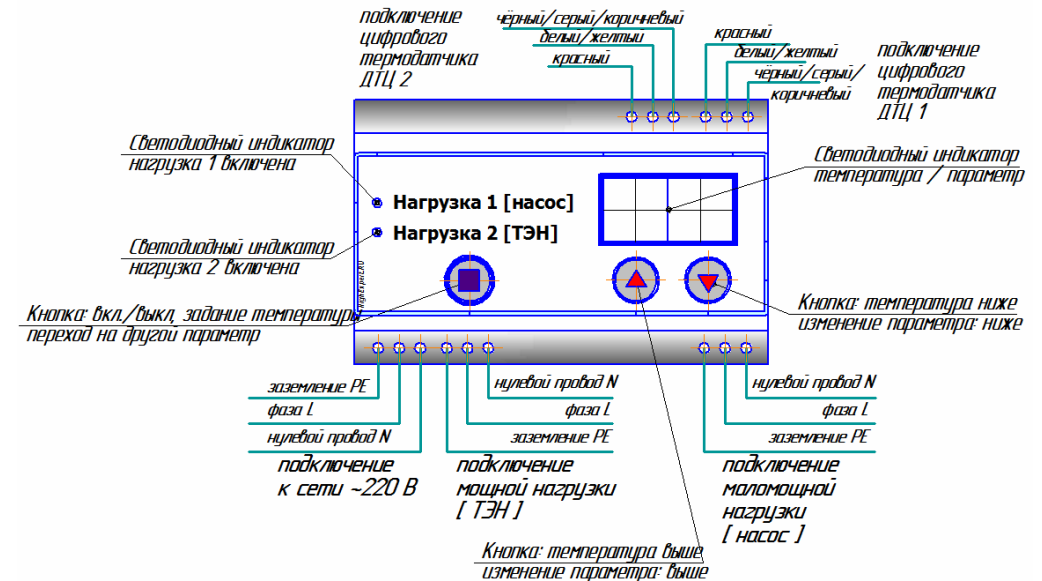 подключение
цифрового
термодатчика
ДТЦ 2
чёрный/серый/коричневый
белый/желтый
красный
красный
белый/желтый
чёрный/серый/
коричневый
подключение
цифрового
термодатчика
ДТЦ 1
Светодиодный индикатор
нагрузка 1 включена
Светодиодный индикатор
температура / параметр
Нагрузка 1 [насос]
Нагрузка 2 [ТЭН]
Светодиодный индикатор
нагрузка 2 включена
Кнопка: вкл./выкл, задание температуры
переход на другой параметр
Кнопка: температура ниже
изменение параметра: ниже
заземление PE
фаза L
нулевой провод N
подключение
к сети ~220 В
нулевой провод N
фаза L
заземление PE
подключение
мощной нагрузки
[ ТЭН ]
нулевой провод N
фаза L
заземление PE
подключение
маломощной
нагрузки
[ насос ]
Кнопка: температура выше
изменение параметра: выше